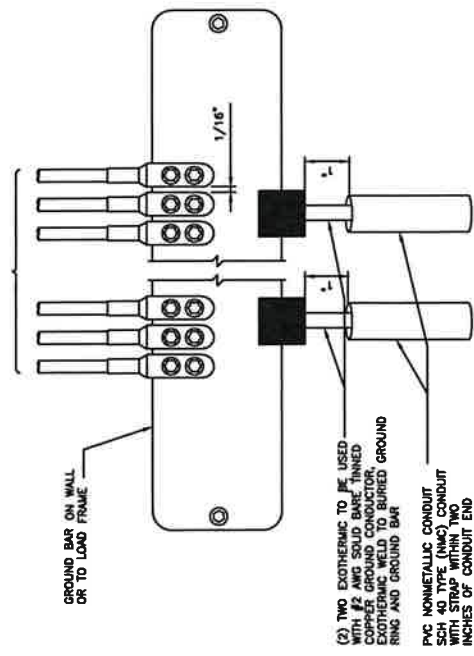 GROUND BAR ON WALL
OR TO LOAD FRAME
1/16"
1"
1"
(2) TWO EXOTHERMIC TO BE USED
WITH #2 AWG SOLID BARE TINNED
COPPER GROUND CONDUCTOR,
EXOTHERMIC WELD TO BURIED GROUND
RING AND GROUND BAR
PVC NONMETALLIC CONDUIT
SCH 40 TYPE (NMC) CONDUIT
WITH STRAP WITHIN TWO
INCHES OF CONDUIT END